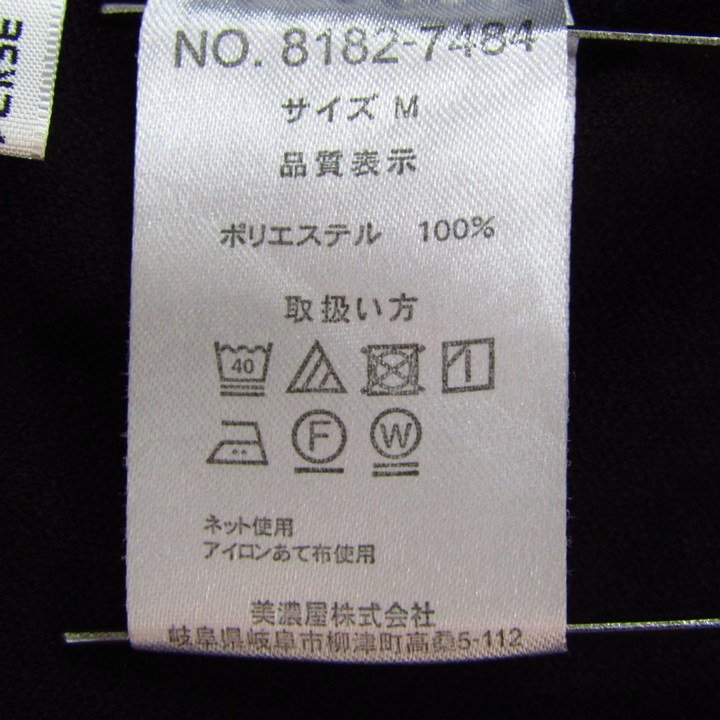 NO. 8182-7484
サイズ M
品質表示
ポリエステル 100%
取扱い方
40
F W
ネット使用
アイロンあて布使用
美濃屋株式会社
岐阜県岐阜市柳津町高桑5-112